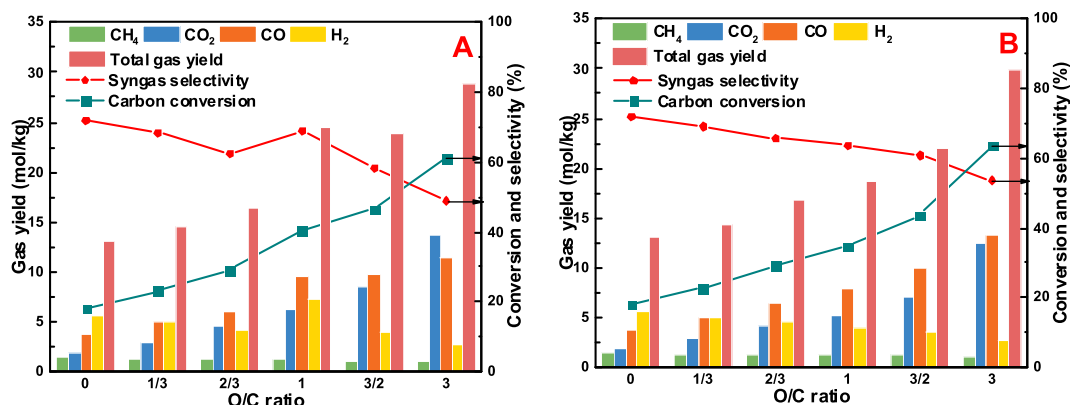 CH4 CO2 CO H2
Total gas yield
Syngas selectivity
Carbon conversion
A
Gas yield (mol/kg)
35
30
25
20
15
10
5
0
100
80
60
40
20
0
Conversion and selectivity (%)
0 1/3 2/3 1 3/2 3
O/C ratio
CH4 CO2 CO H2
Total gas yield
Syngas selectivity
Carbon conversion
B
Gas yield (mol/kg)
35
30
25
20
15
10
5
0
100
80
60
40
20
0
Conversion and selectivity (%)
0 1/3 2/3 1 3/2 3
O/C ratio